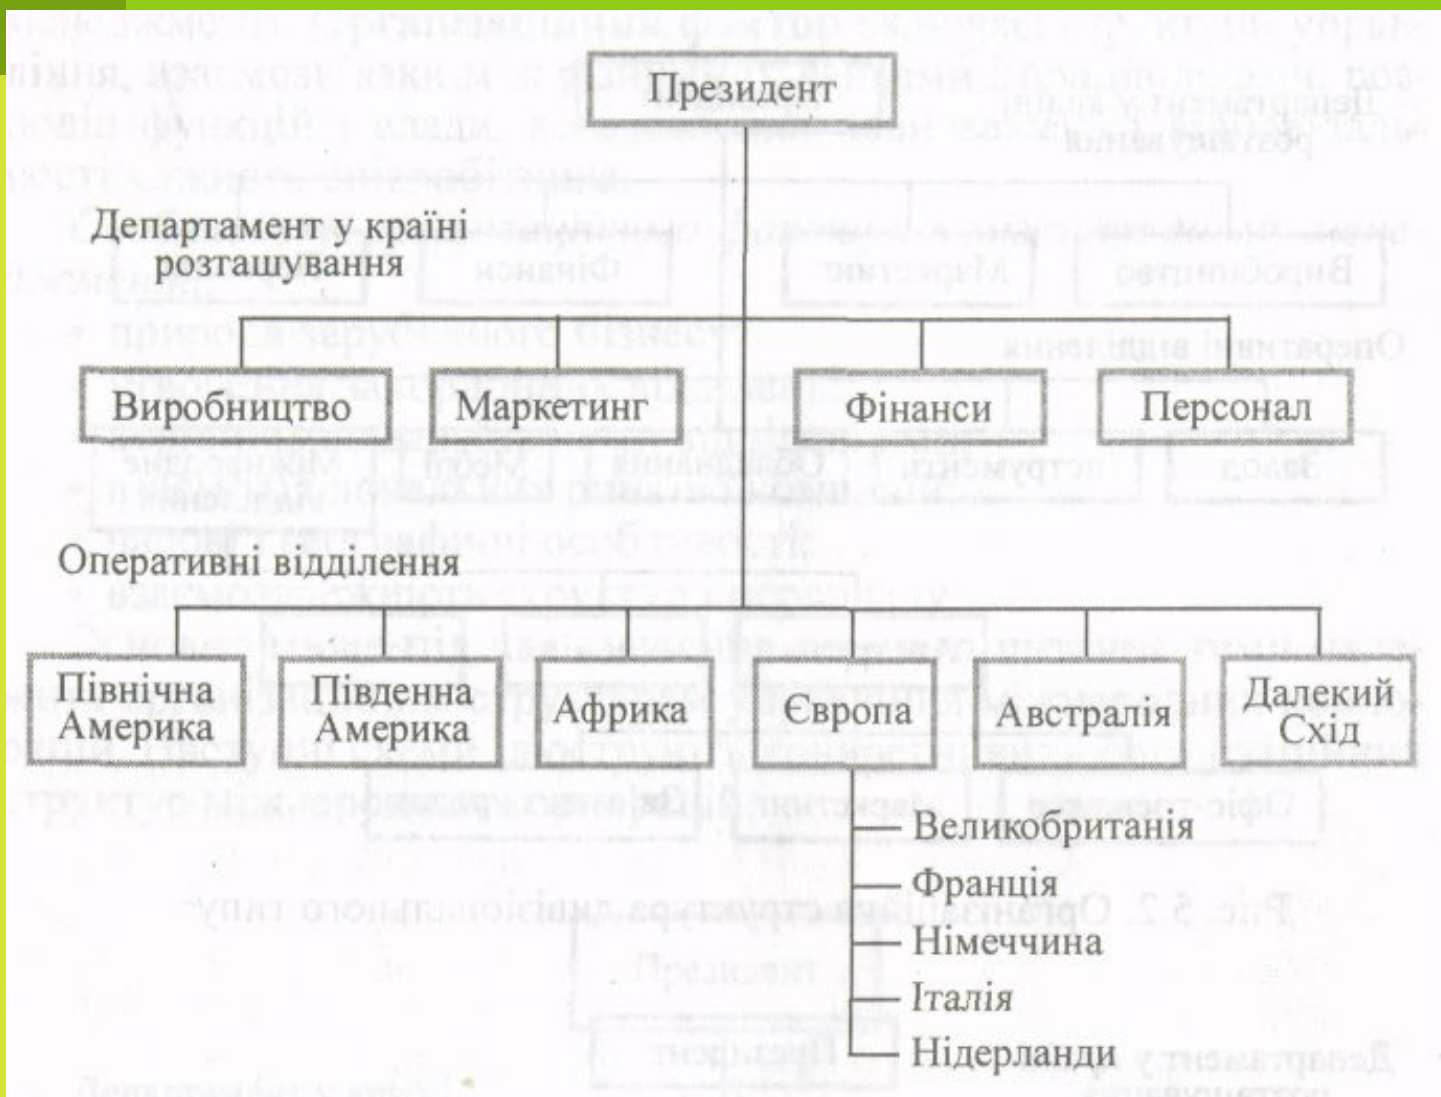 Президент
Департамент у країні
розташування
Виробництво
Маркетинг
Фінанси
Персонал
Оперативні відділення
Північна
Америка
Південна
Америка
Африка
Європа
Австралія
Далекий
Схід
Великобританія
Франція
Німеччина
Італія
Нідерланди